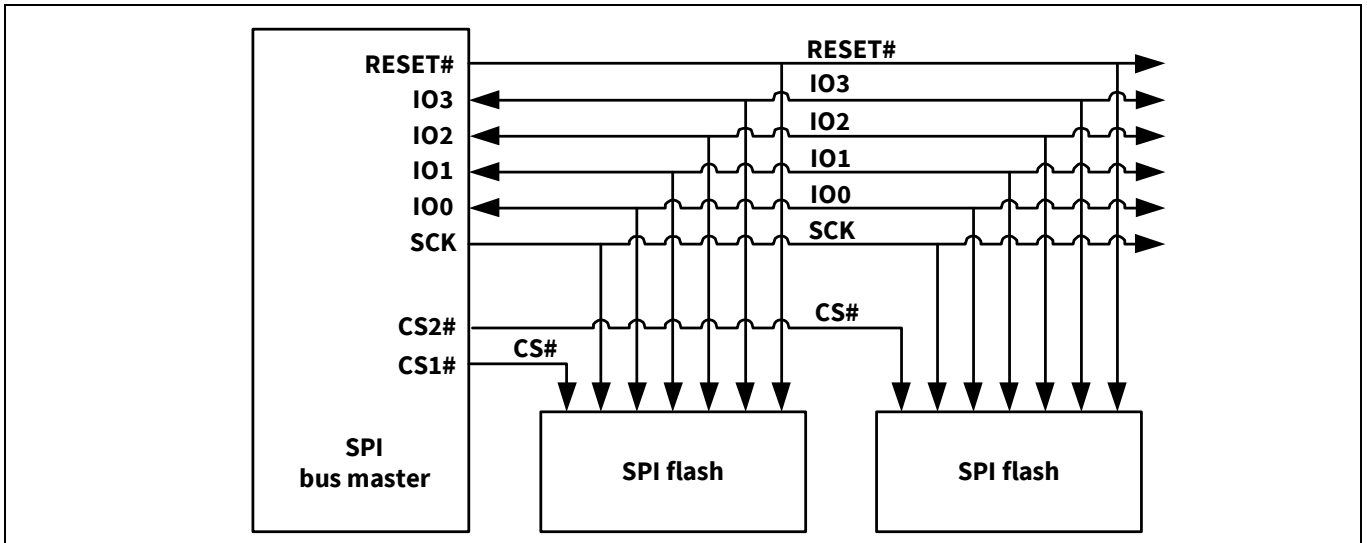 RESET#
RESET#
IO3
IO3
IO2
IO2
IO1
IO1
IO0
IO0
SCK
SCK
CS2#
CS#
CS1#
CS#
SPI
bus master
SPI flash
SPI flash